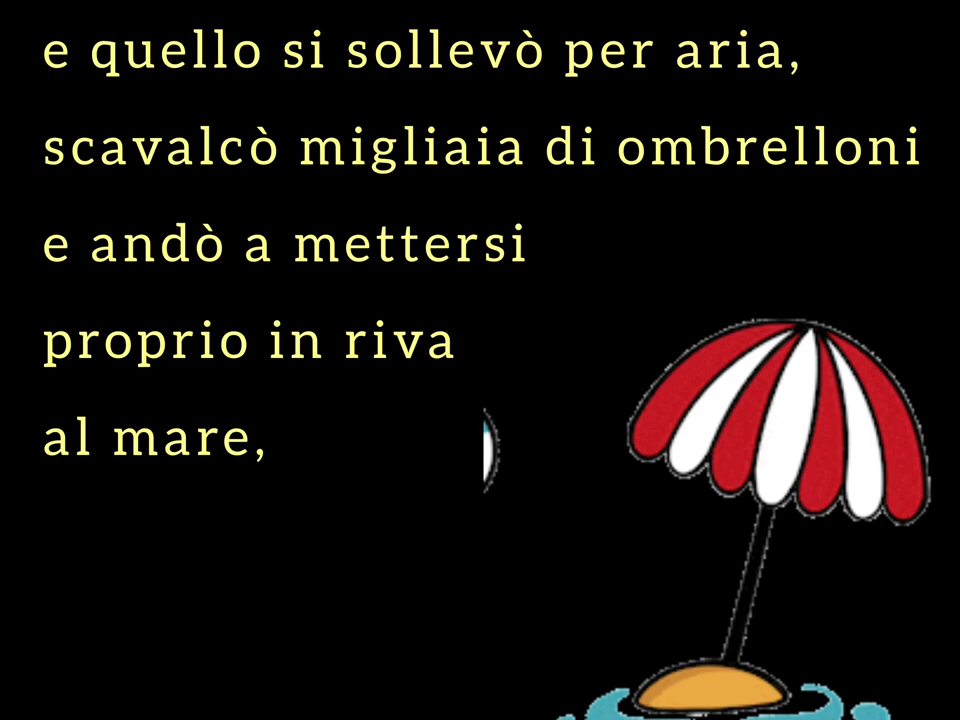 e quello si sollevò per aria,
scavalcò migliaia di ombrelloni
e andò a mettersi
proprio in riva
al mare,